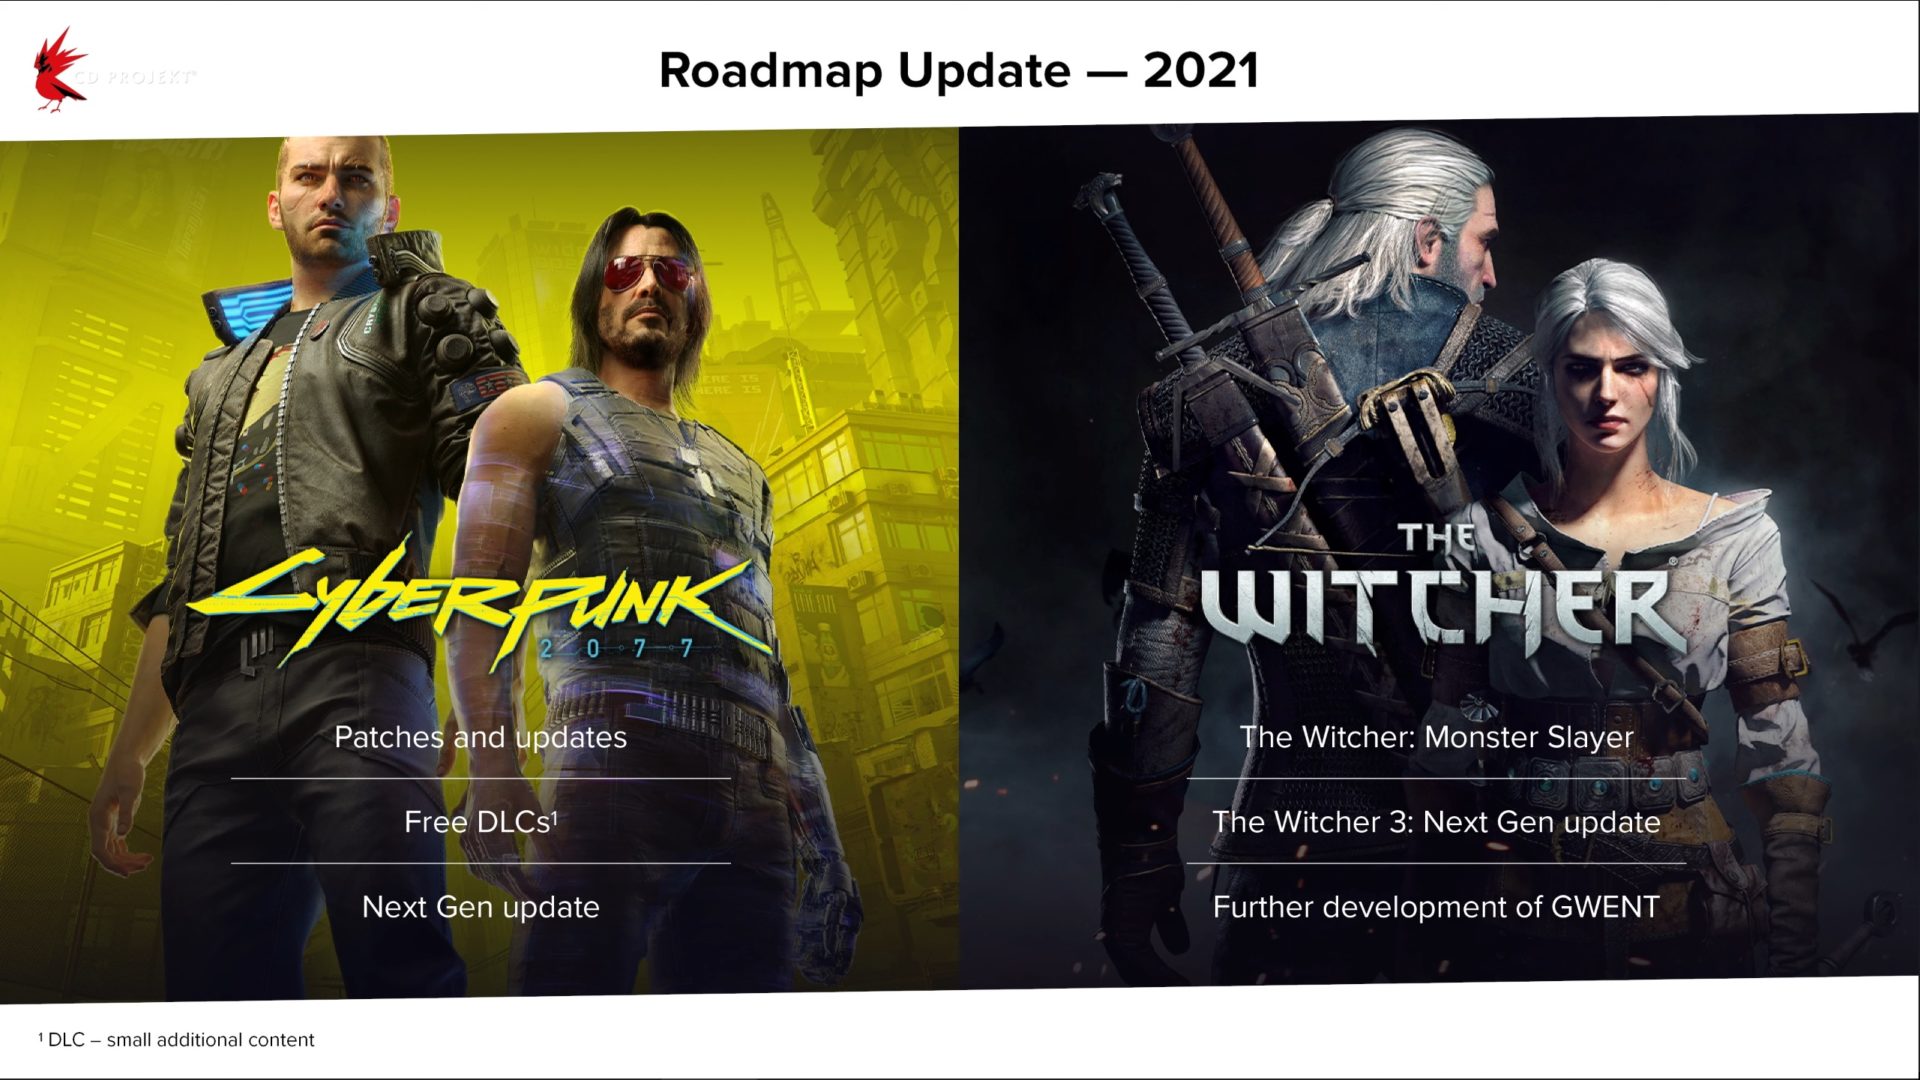 CD PROJEKT®
Roadmap Update — 2021
CYBERPUNK
2077
Patches and updates
Free DLCs¹
Next Gen update
THE
WITCHER®
The Witcher: Monster Slayer
The Witcher 3: Next Gen update
Further development of GWENT
¹ DLC – small additional content